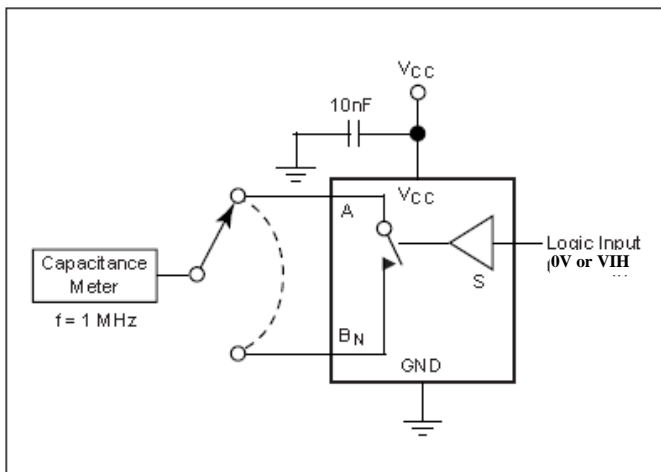 VCC
10nF
VCC
A
Logic Input
(0V or VIH
S
Capacitance
Meter
f = 1 MHz
BN
GND